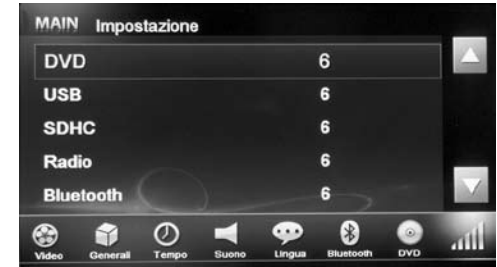 MAIN Impostazione
DVD 6
USB 6
SDHC 6
Radio 6
Bluetooth 6
Video Generali Tempo Suono Lingua Bluetooth DVD